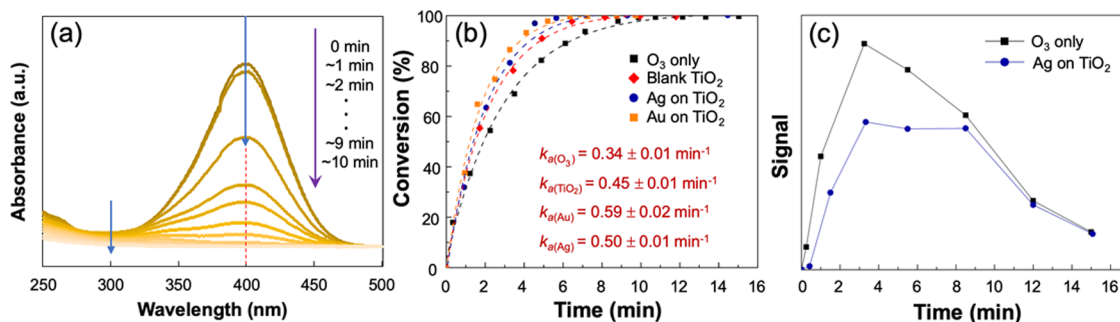 (a)
0 min
~1 min
~2 min
~9 min
~10 min
Absorbance (a.u.)
250 300 350 400 450 500
Wavelength (nm)
(b)
100
80
60
40
20
0
Conversion (%)
O₃ only
Blank TiO₂
Ag on TiO₂
Au on TiO₂
kₐ(O₃) = 0.34 ± 0.01 min⁻¹
kₐ(TiO₂) = 0.45 ± 0.01 min⁻¹
kₐ(Au) = 0.59 ± 0.02 min⁻¹
kₐ(Ag) = 0.50 ± 0.01 min⁻¹
0 2 4 6 8 10 12 14 16
Time (min)
(c)
O₃ only
Ag on TiO₂
Signal
0 2 4 6 8 10 12 14 16
Time (min)